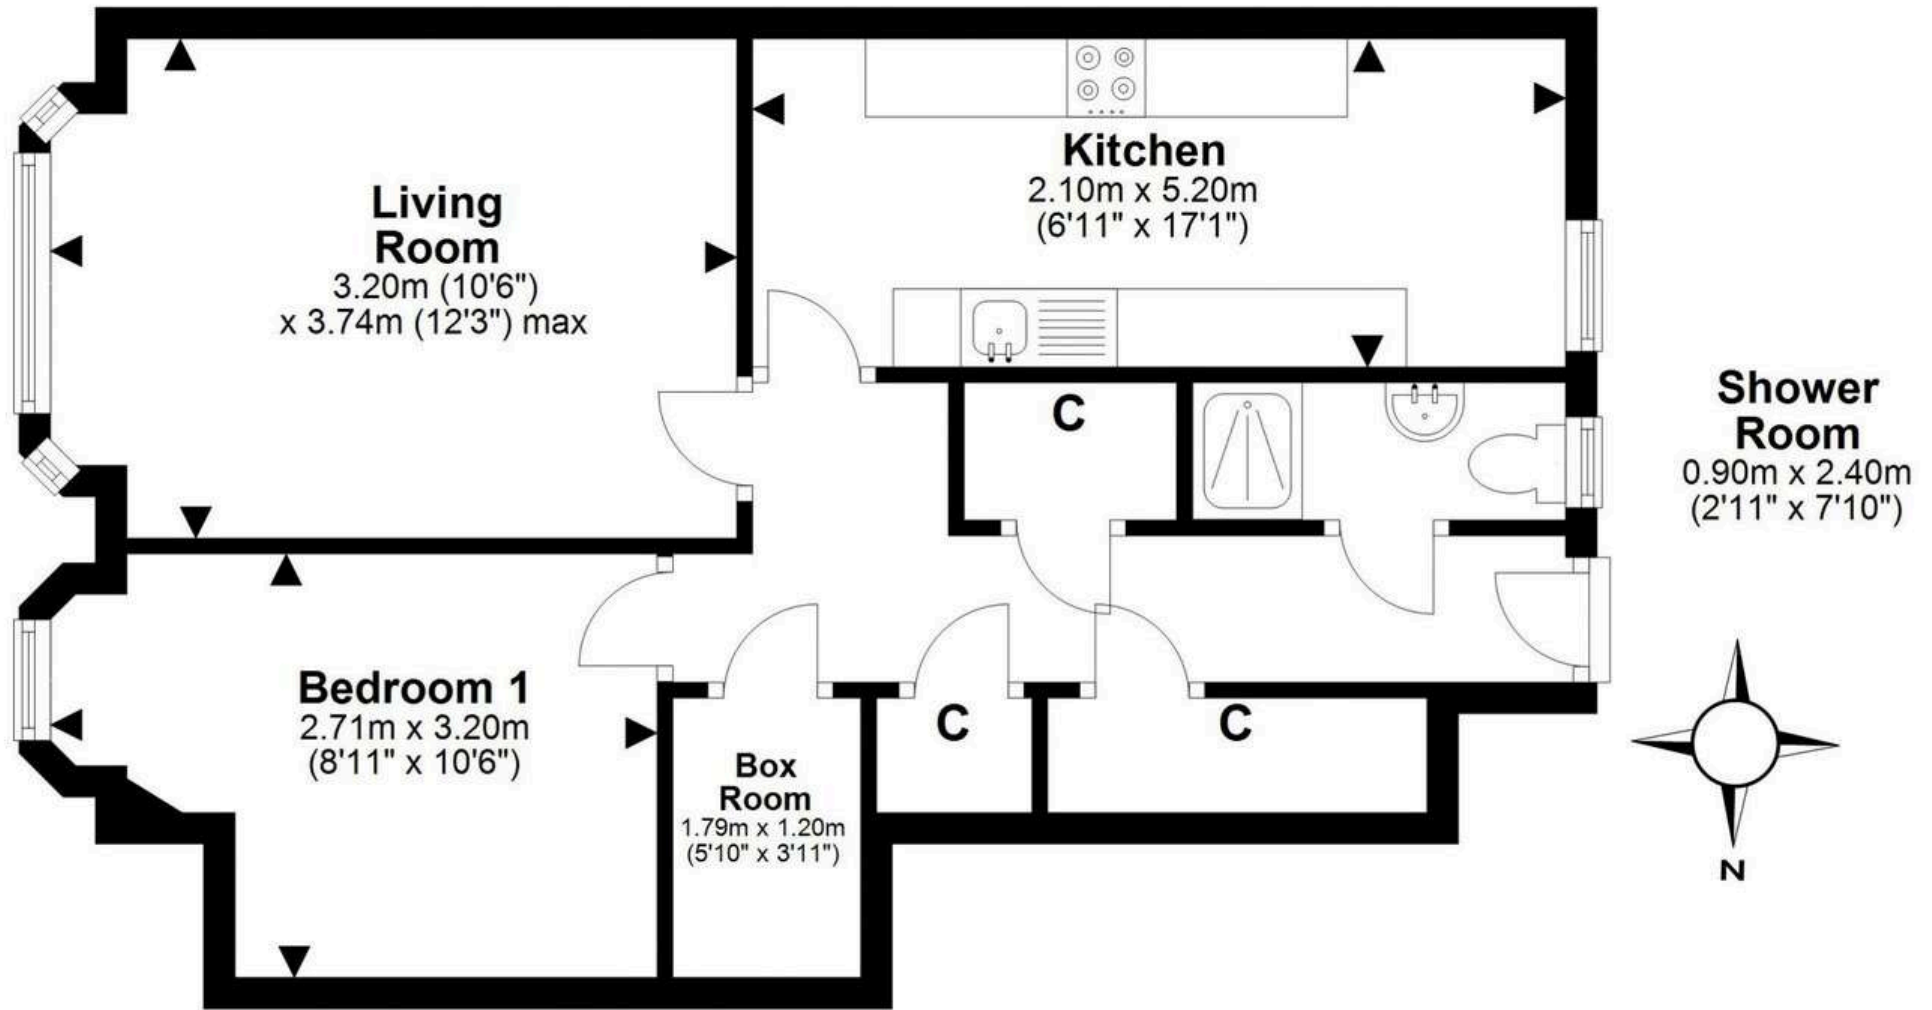 Living
Room
3.20m (10'6")
x 3.74m (12'3") max
Kitchen
2.10m x 5.20m
(6'11" x 17'1")
Shower
Room
0.90m x 2.40m
(2'11" x 7'10")
C
Bedroom 1
2.71m x 3.20m
(8'11" x 10'6")
Box
Room
1.79m x 1.20m
(5'10" x 3'11")
C
C
N